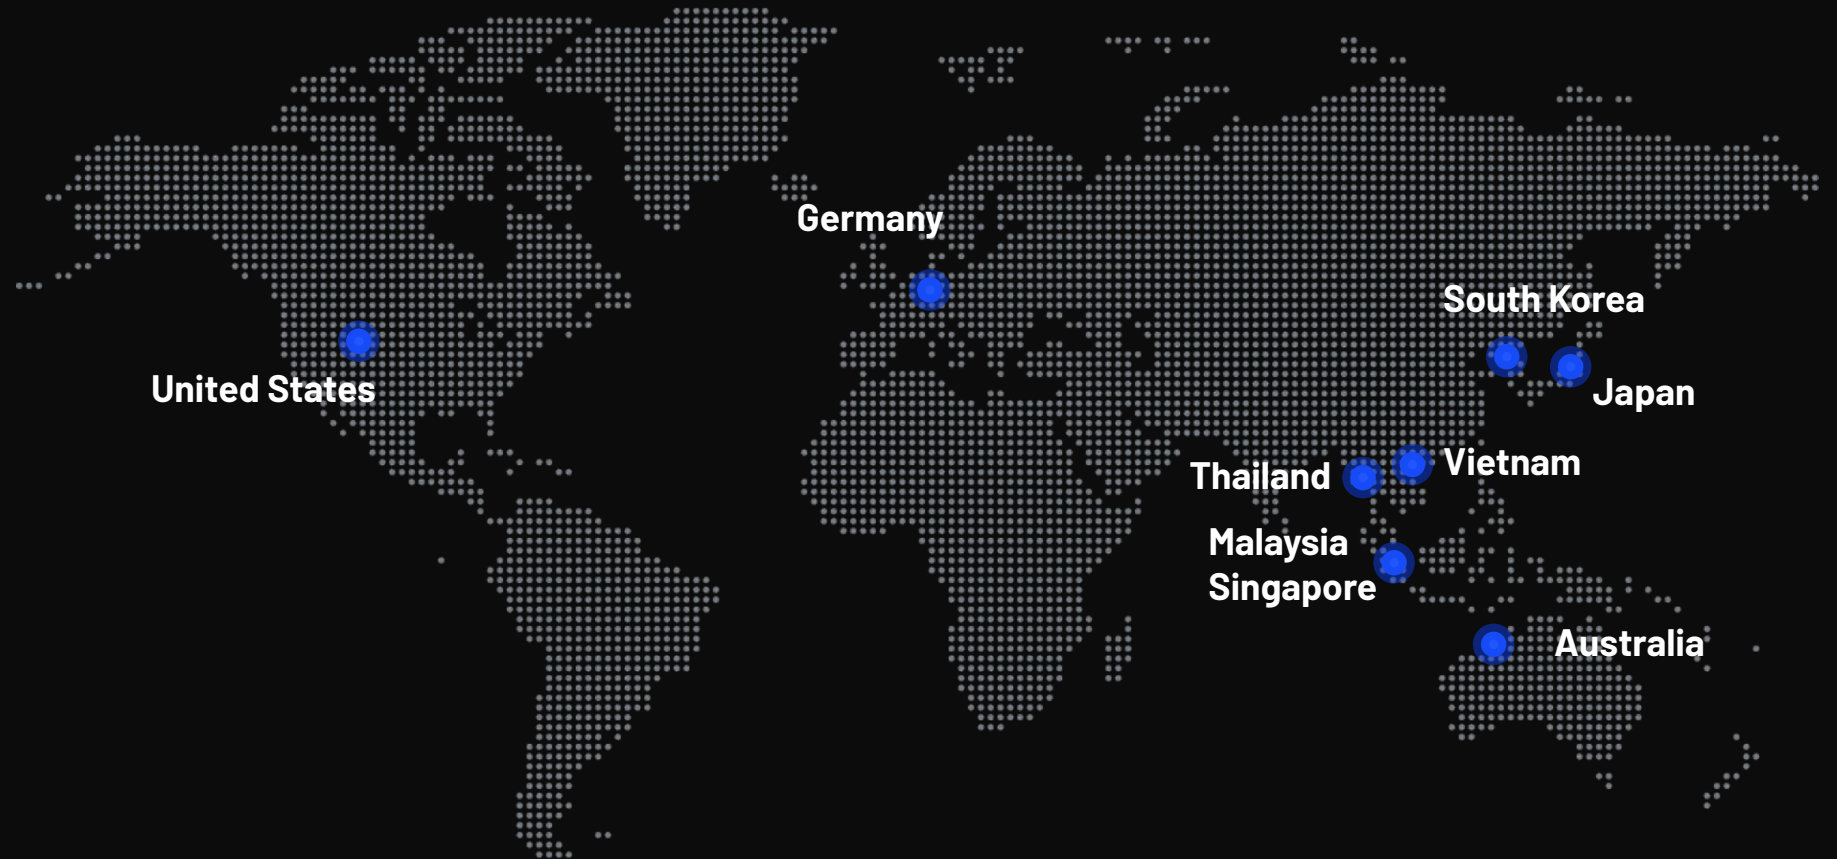 Germany
South Korea
United States
Japan
Thailand
Vietnam
Malaysia
Singapore
Australia